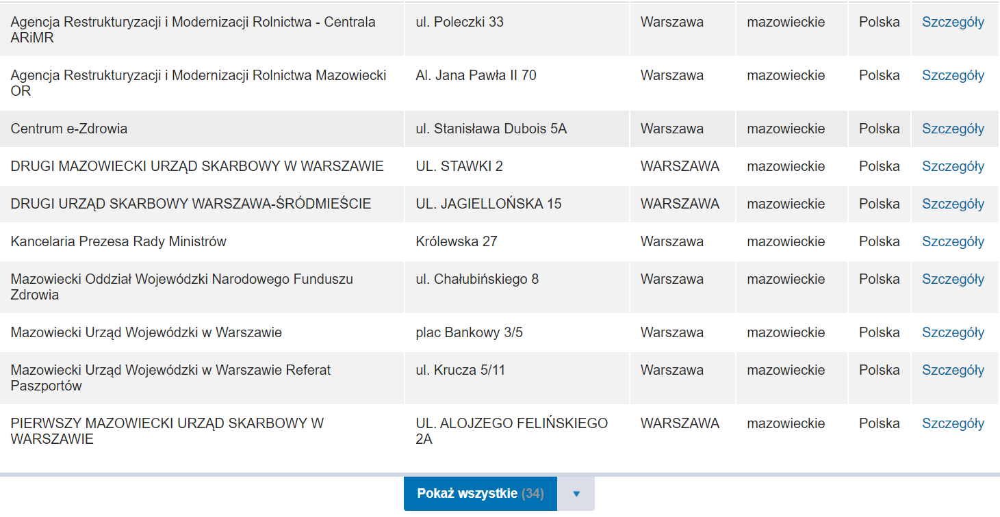 Agencja Restrukturyzacji i Modernizacji Rolnictwa - Centrala ul. Poleczki 33 Warszawa mazowieckie Polska Szczegóły
ARiMR
Agencja Restrukturyzacji i Modernizacji Rolnictwa Mazowiecki Al. Jana Pawła II 70 Warszawa mazowieckie Polska Szczegóły
OR
Centrum e-Zdrowia ul. Stanisława Dubois 5A Warszawa mazowieckie Polska Szczegóły
DRUGI MAZOWIECKI URZĄD SKARBOWY W WARSZAWIE UL. STAWKI 2 WARSZAWA mazowieckie Polska Szczegóły
DRUGI URZĄD SKARBOWY WARSZAWA-ŚRÓDMIEŚCIE UL. JAGIELLOŃSKA 15 WARSZAWA mazowieckie Polska Szczegóły
Kancelaria Prezesa Rady Ministrów Królewska 27 Warszawa mazowieckie Polska Szczegóły
Mazowiecki Oddział Wojewódzki Narodowego Funduszu ul. Chałubińskiego 8 Warszawa mazowieckie Polska Szczegóły
Zdrowia
Mazowiecki Urząd Wojewódzki w Warszawie plac Bankowy 3/5 Warszawa mazowieckie Polska Szczegóły
Mazowiecki Urząd Wojewódzki w Warszawie Referat ul. Krucza 5/11 Warszawa mazowieckie Polska Szczegóły
Paszportów
PIERWSZY MAZOWIECKI URZĄD SKARBOWY W UL. ALOJZEGO FELIŃSKIEGO WARSZAWA mazowieckie Polska Szczegóły
WARSZAWIE 2A
Pokaż wszystkie (34)